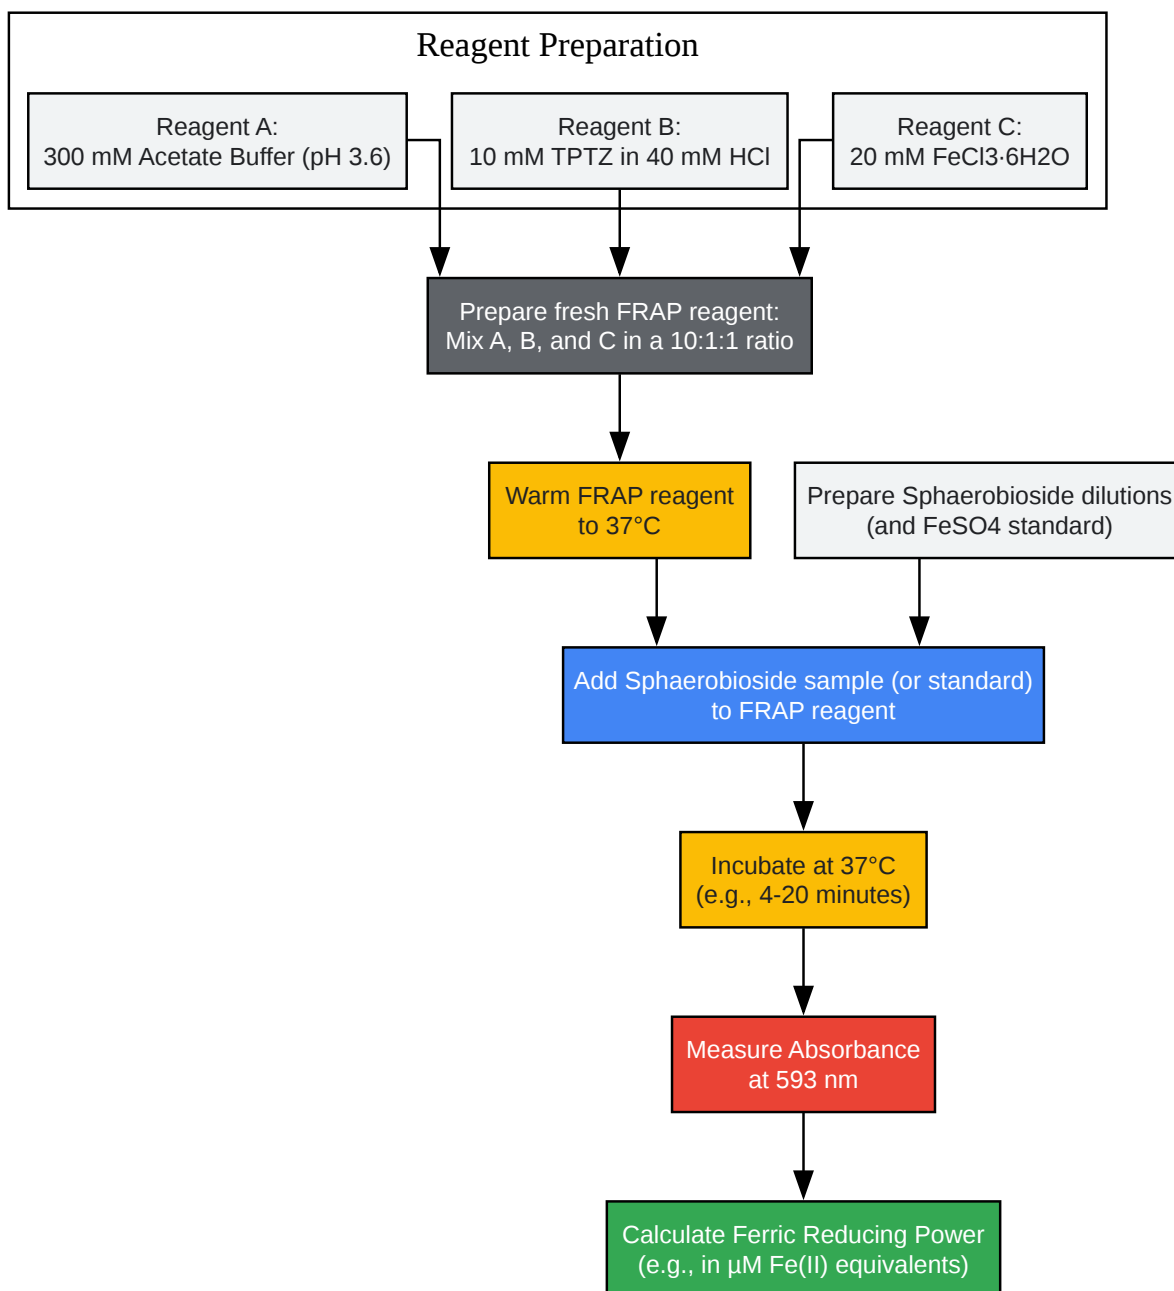 Reagent Preparation
Reagent A:
300 mM Acetate Buffer (pH 3.6)
Reagent B:
10 mM TPTZ in 40 mM HCl
Reagent C:
20 mM FeCl3·6H2O
Prepare fresh FRAP reagent:
Mix A, B, and C in a 10:1:1 ratio
Warm FRAP reagent
to 37°C
Prepare Sphaerobioside dilutions
(and FeSO4 standard)
Add Sphaerobioside sample (or standard)
to FRAP reagent
Incubate at 37°C
(e.g., 4-20 minutes)
Measure Absorbance
at 593 nm
Calculate Ferric Reducing Power
(e.g., in µM Fe(II) equivalents)